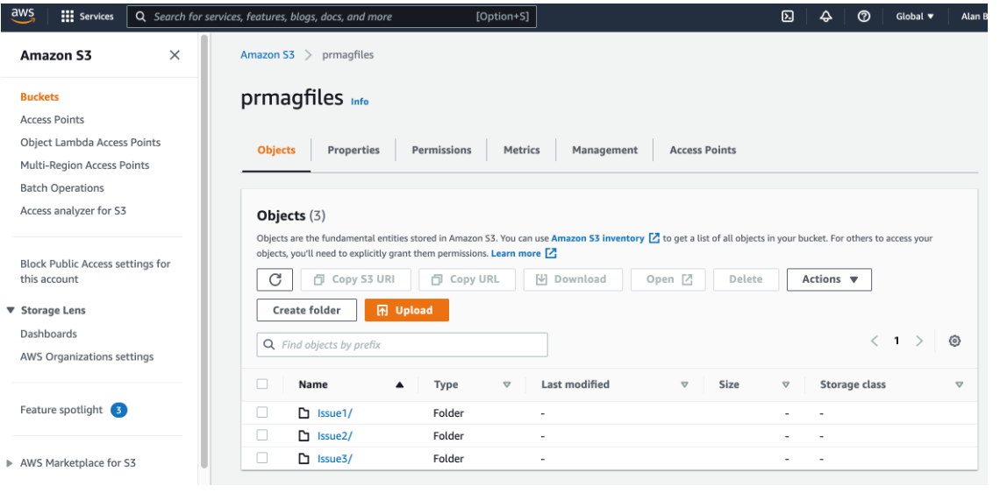 aws Services Search for services, features, blogs, docs, and more [Option+S] Global ▼ Alan B
Amazon S3
Buckets
Access Points
Object Lambda Access Points
Multi-Region Access Points
Batch Operations
Access analyzer for S3
Block Public Access settings for
this account
Storage Lens
Dashboards
AWS Organizations settings
Feature spotlight 3
AWS Marketplace for S3
Amazon S3 > prmagfiles
prmagfiles Info
Objects Properties Permissions Metrics Management Access Points
Objects (3)
Objects are the fundamental entities stored in Amazon S3. You can use Amazon S3 inventory to get a list of all objects in your bucket. For others to access your
objects, you'll need to explicitly grant them permissions. Learn more
Copy S3 URI Copy URL Download Open Delete Actions ▼
Create folder Upload
Find objects by prefix < 1 >
Name Type Last modified Size Storage class
Issue1/ Folder - - -
Issue2/ Folder - - -
Issue3/ Folder - - -